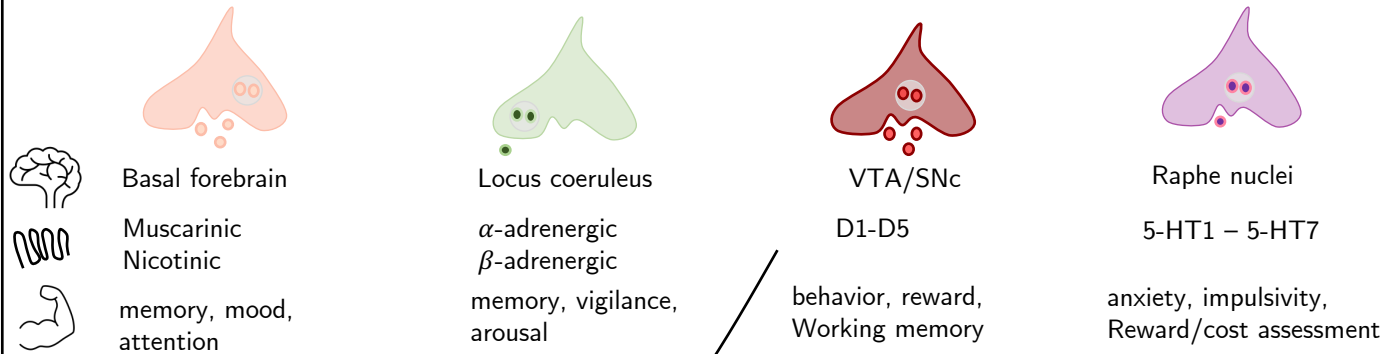 Basal forebrain
Locus coeruleus
VTA/SNc
Raphe nuclei
Muscarinic
Nicotinic
α-adrenergic
β-adrenergic
D1-D5
5-HT1 – 5-HT7
memory, mood,
attention
memory, vigilance,
arousal
behavior, reward,
Working memory
anxiety, impulsivity,
Reward/cost assessment